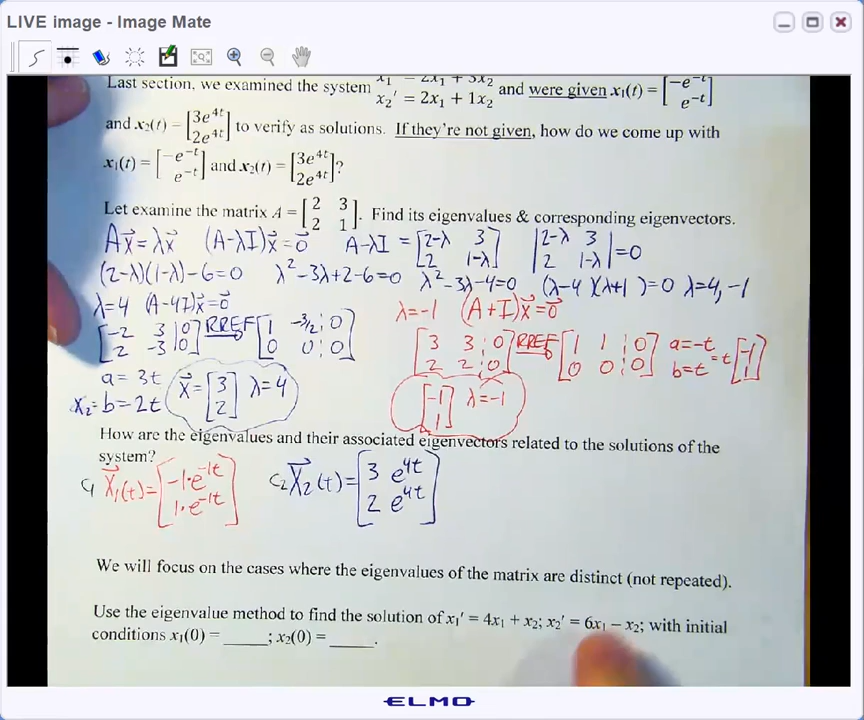 LIVE image - Image Mate
Last section, we examined the system x₁' = 2x₁ + 3x₂ and were given x₁(t) = [-e^-t
x₂' = 2x₁ + 1x₂ e^-t]
and x₂(t) = [3e^4t 2e^4t] to verify as solutions. If they're not given, how do we come up with
x₁(t) = [-e^-t e^-t] and x₂(t) = [3e^4t 2e^4t]?
Let examine the matrix A = [2 3 2 1]. Find its eigenvalues & corresponding eigenvectors.
Ax⃗=λx⃗ (A-λI)x⃗=0⃗ A-λI = [2-λ 3 2 1-λ] |2-λ 3 2 1-λ|=0
(2-λ)(1-λ)-6=0 λ²-3λ+2-6=0 λ²-3λ-4=0 (λ-4)(λ+1)=0 λ=4,-1
λ=4 (A-4I)x⃗=0⃗ λ=-1 (A+I)x⃗=0⃗
[-2 3 | 0 2 -3 | 0] RREF [1 -3/2 | 0 0 0 | 0] [3 3 | 0 2 2 | 0] RREF [1 1 | 0 0 0 | 0] a=-t b=t =t[-1 1]
a=3t x⃗=[3 2] λ=4 [-1 1] λ=-1
x₂=b=2t
How are the eigenvalues and their associated eigenvectors related to the solutions of the
system?
c₁ x⃗₁(t)=[-1·e^-1t 1·e^-1t] c₂x⃗₂(t)=[3 e^4t 2 e^4t]
We will focus on the cases where the eigenvalues of the matrix are distinct (not repeated).
Use the eigenvalue method to find the solution of x₁' = 4x₁ + x₂; x₂' = 6x₁ – x₂; with initial
conditions x₁(0) = _____; x₂(0) = _____.
ELMO